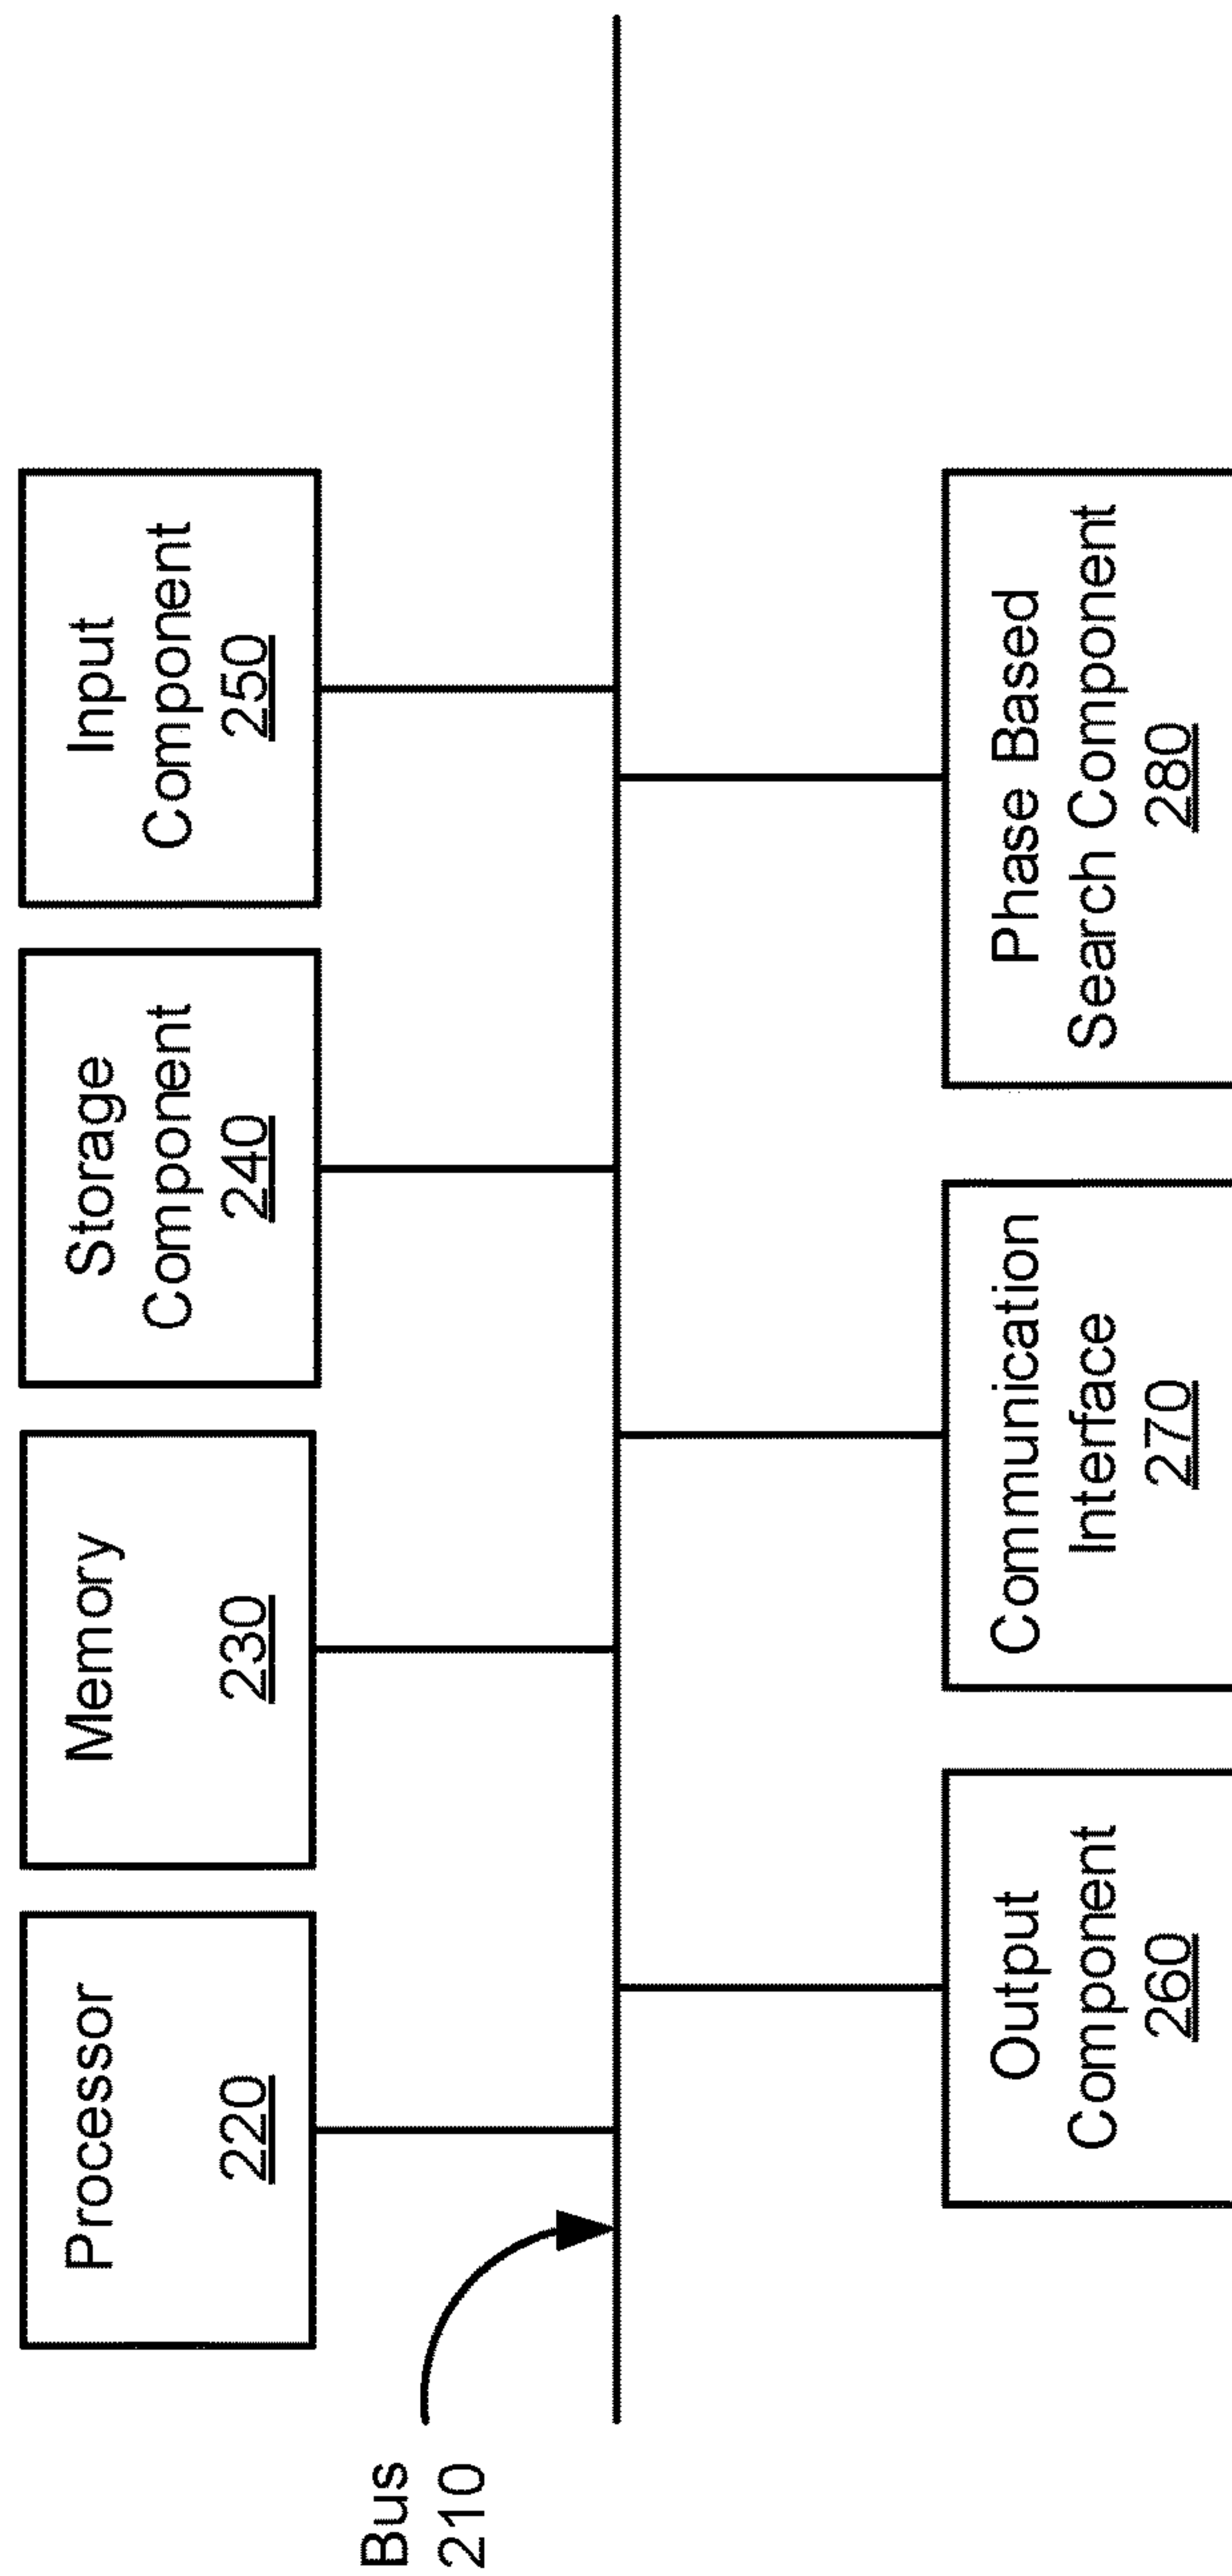 Processor
220
Memory
230
Storage
Component
240
Input
Component
250
Bus
210
Output
Component
260
Communication
Interface
270
Phase Based
Search Component
280